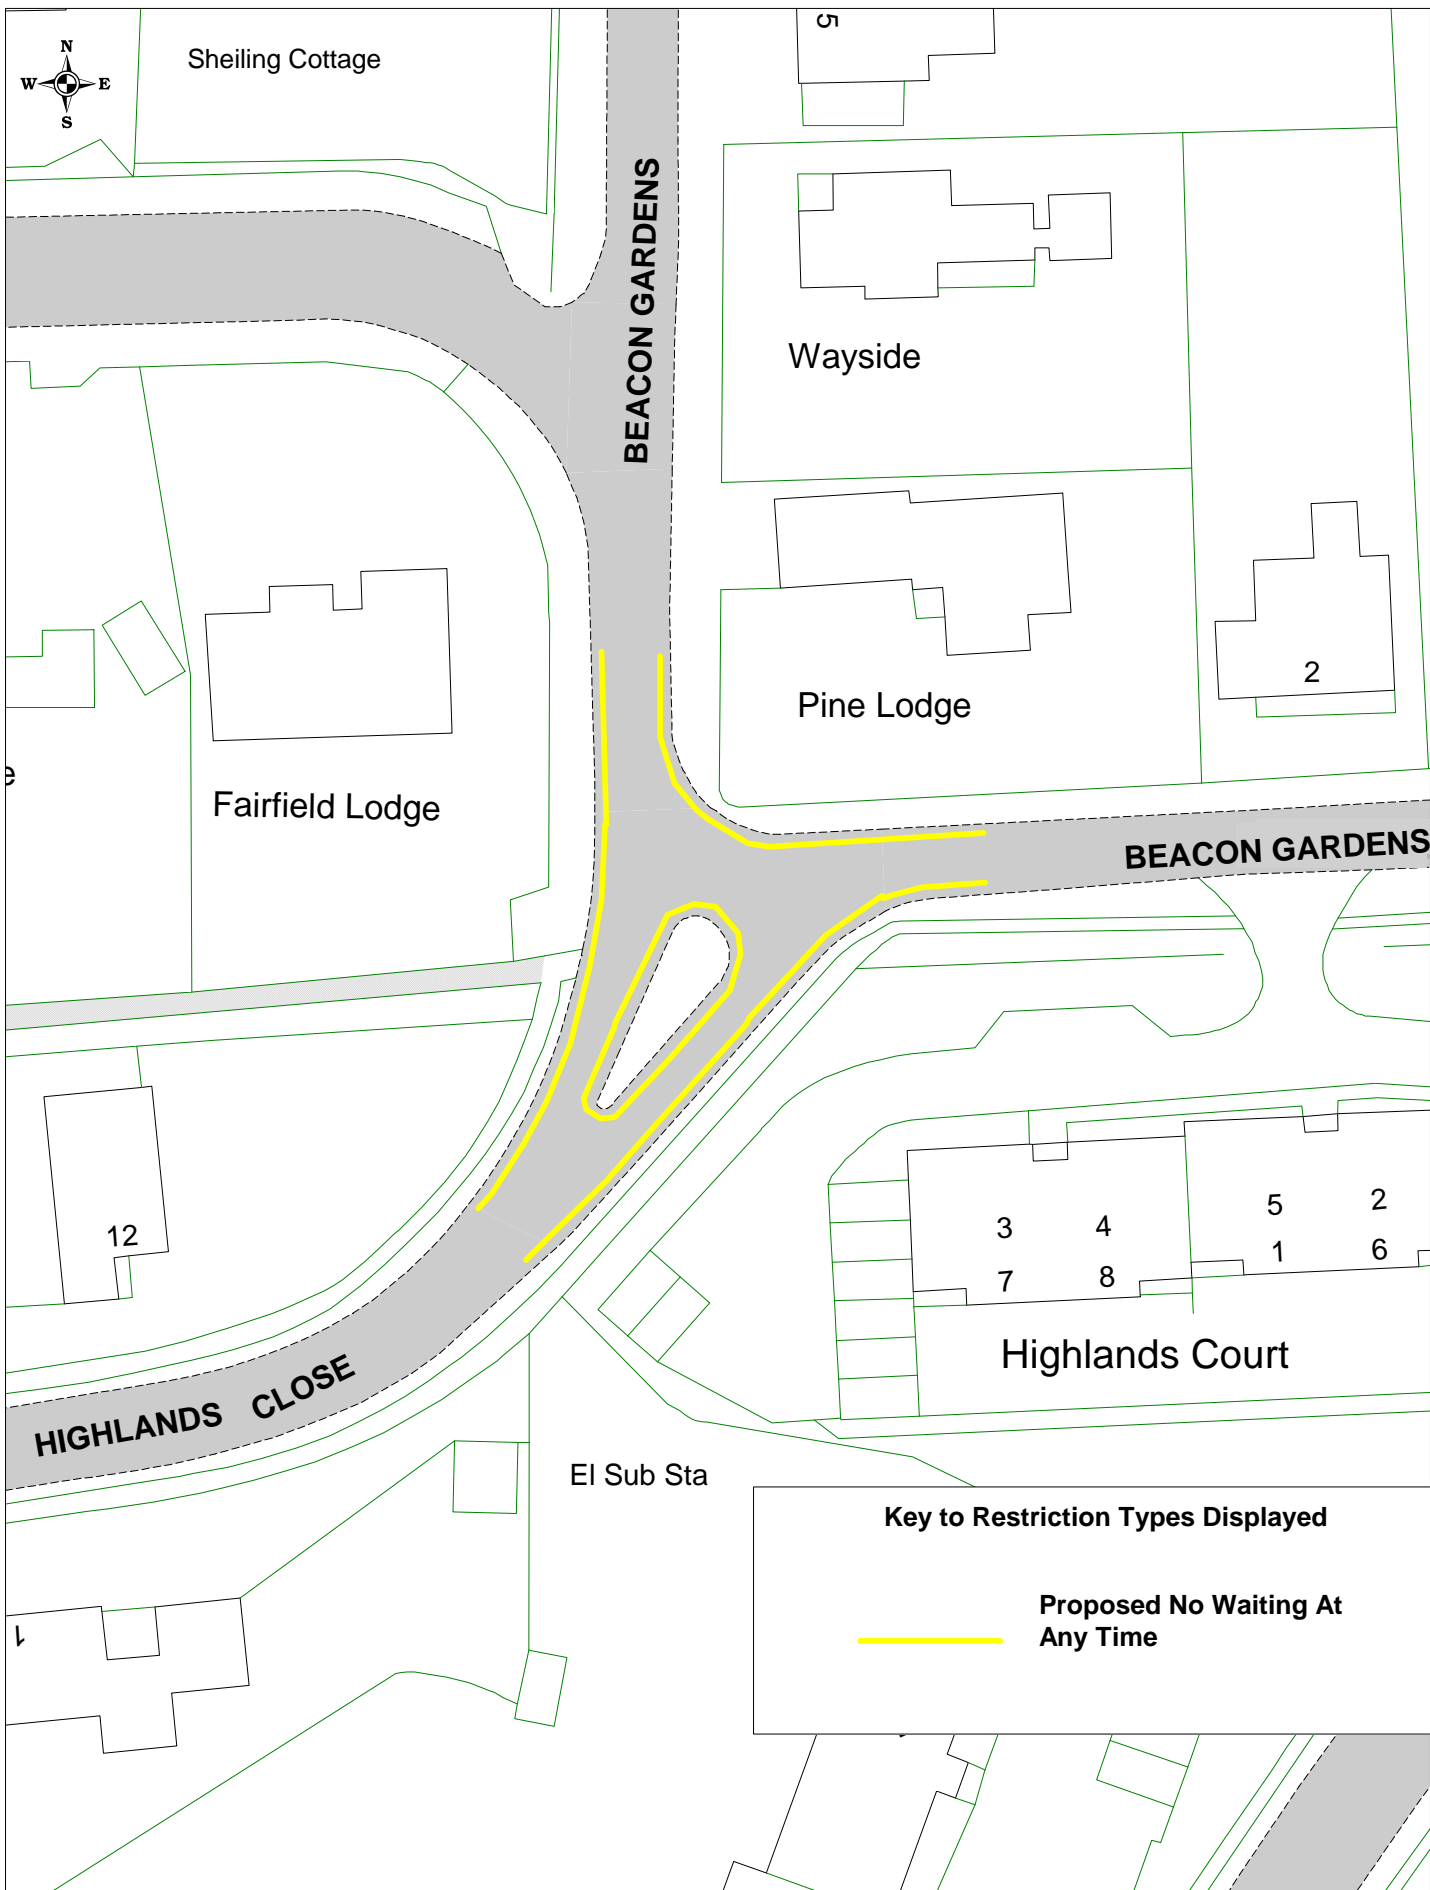 N
W E
S
Sheiling Cottage
5
BEACON GARDENS
Wayside
Pine Lodge
2
e
Fairfield Lodge
BEACON GARDENS
12
3 4
5 2
7 8
1 6
Highlands Court
HIGHLANDS CLOSE
El Sub Sta
1
Key to Restriction Types Displayed
Proposed No Waiting At
Any Time